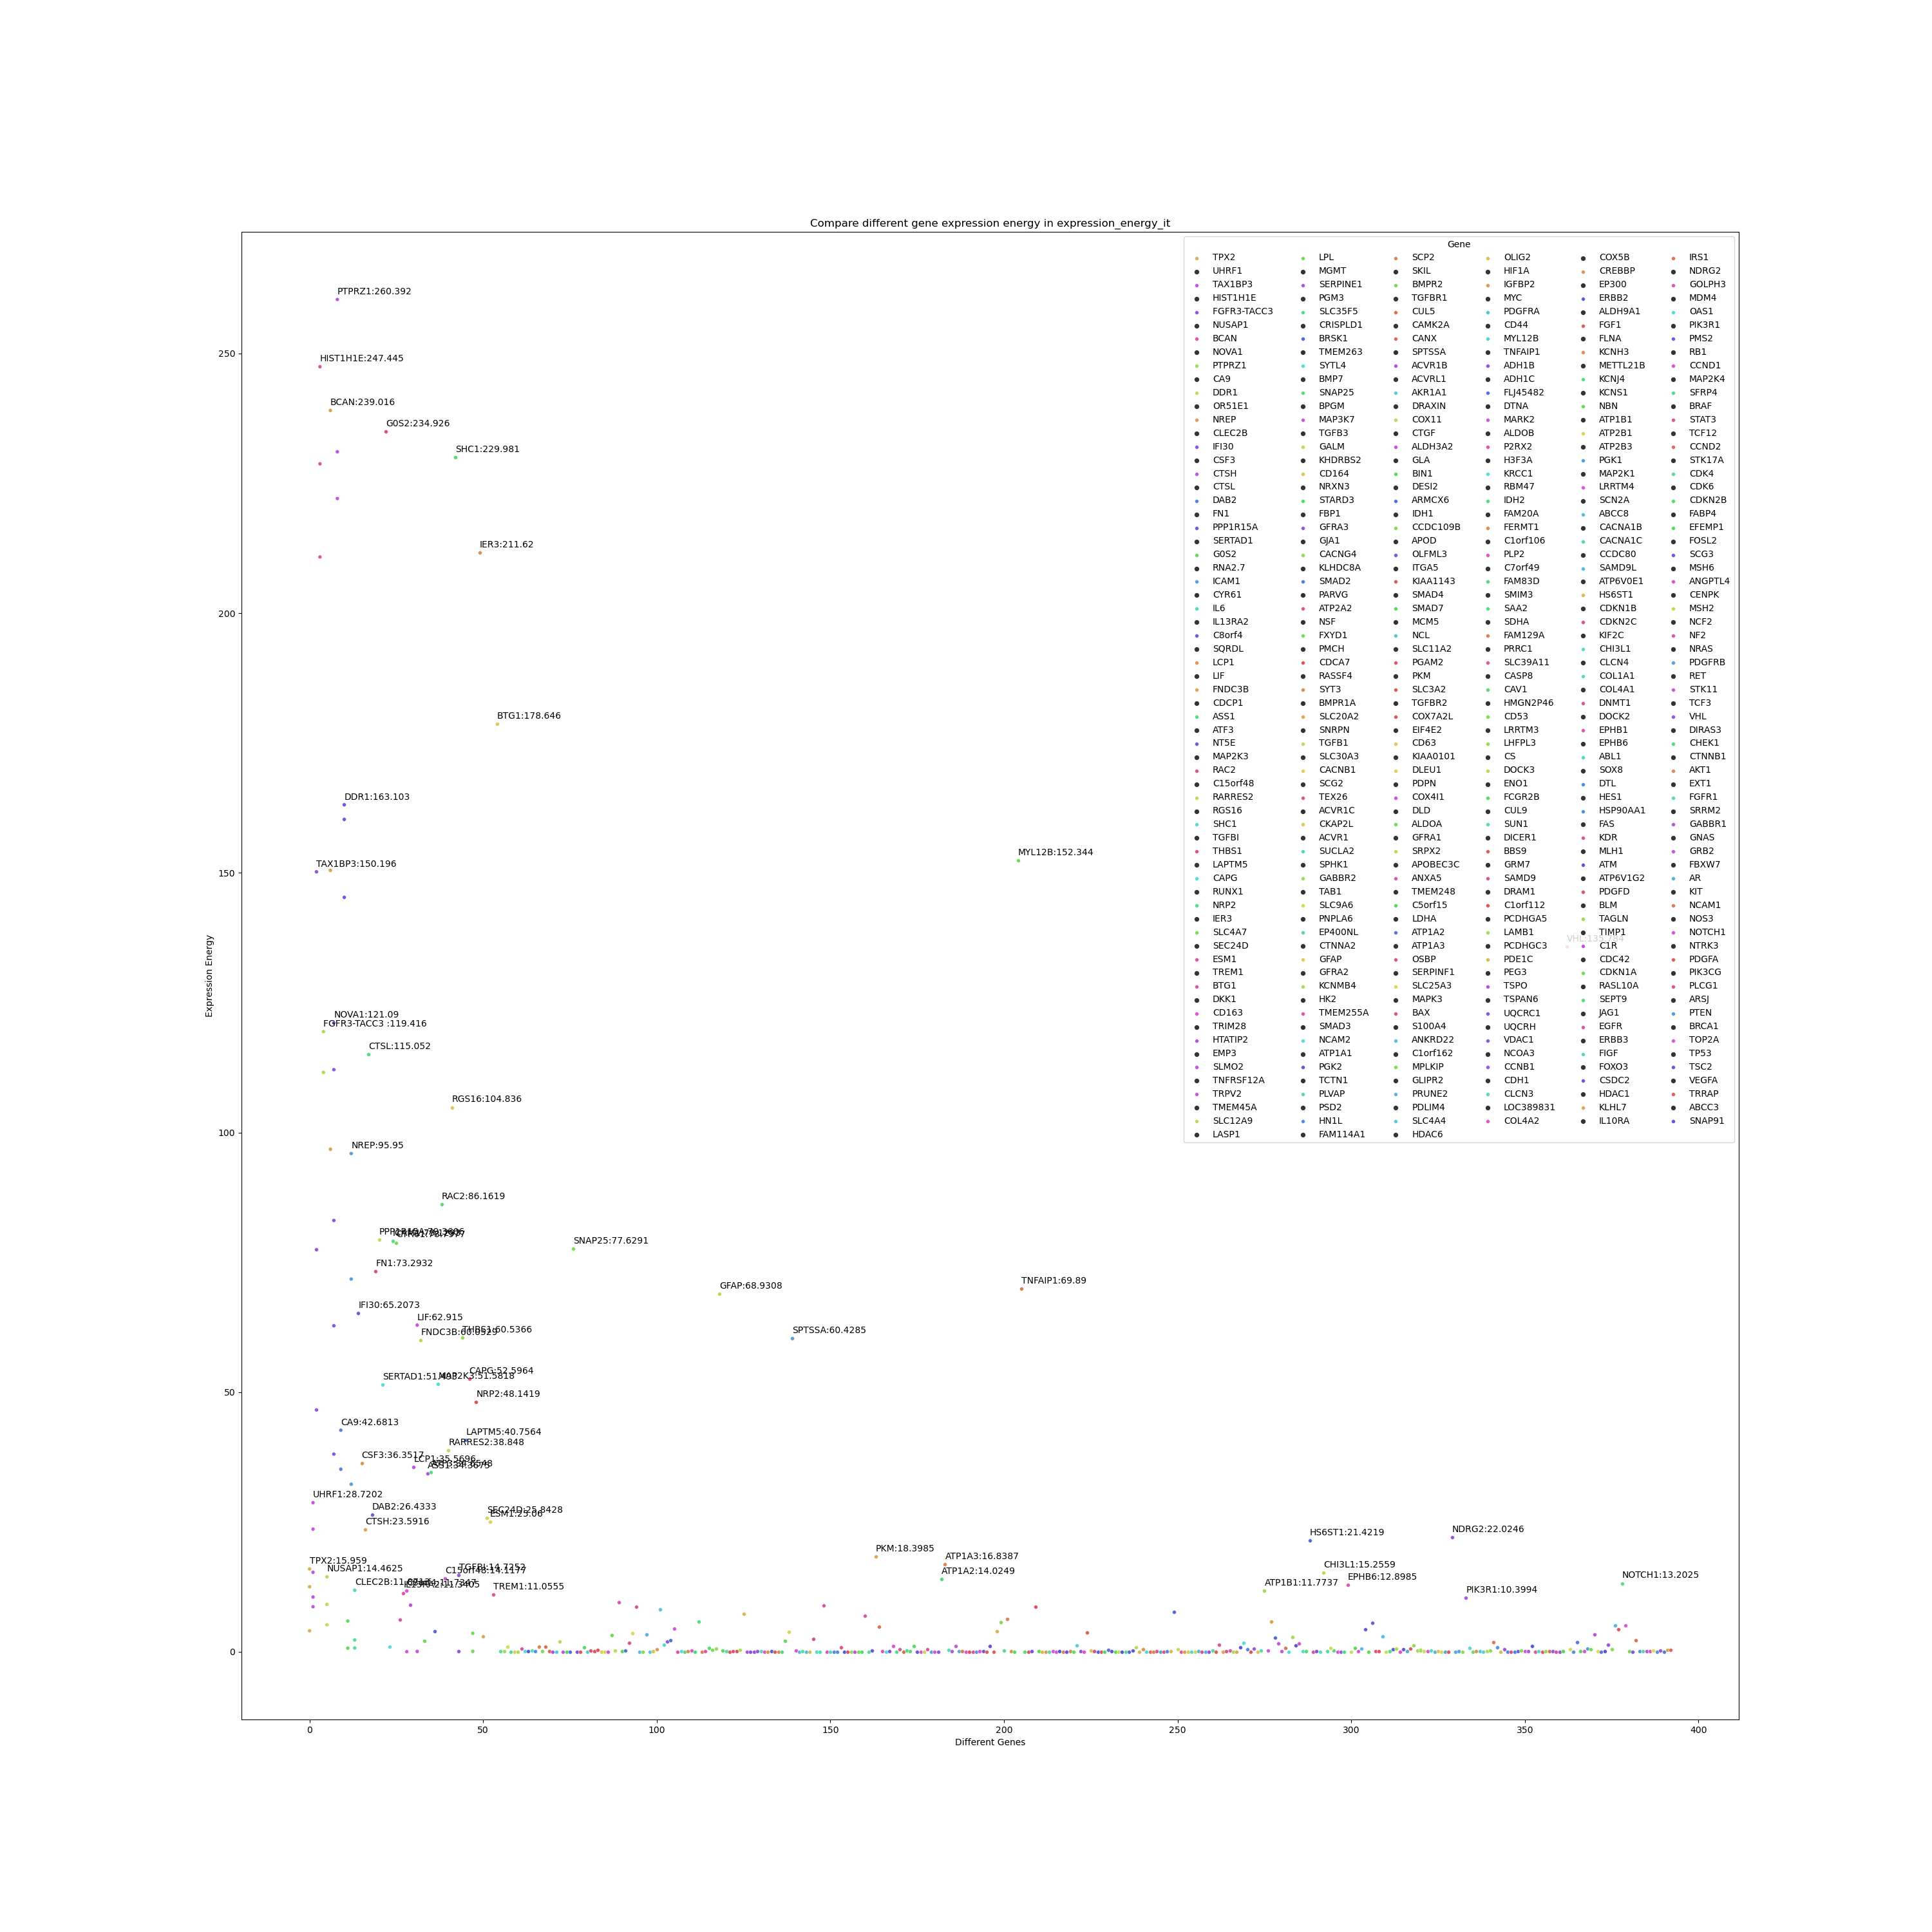 Compare different gene expression energy in expression_energy_it
Gene
TPX2 LPL SCP2 OLIG2 COX5B IRS1
UHRF1 MGMT SKIL HIF1A CREBBP NDRG2
TAX1BP3 SERPINE1 BMPR2 IGFBP2 EP300 GOLPH3
HIST1H1E PGM3 TGFBR1 MYC ERBB2 MDM4
FGFR3-TACC3 SLC35F5 CUL5 PDGFRA ALDH9A1 OAS1
NUSAP1 CRISPLD1 CAMK2A CD44 FGF1 PIK3R1
BCAN BRSK1 CANX MYL12B FLNA PMS2
NOVA1 TMEM263 SPTSSA TNFAIP1 KCNH3 RB1
PTPRZ1 SYTL4 ACVR1B ADH1B METTL21B CCND1
CA9 BMP7 ACVRL1 ADH1C KCNJ4 MAP2K4
DDR1 SNAP25 AKR1A1 FLJ45482 KCNS1 SFRP4
OR51E1 BPGM DRAXIN DTNA NBN BRAF
NREP MAP3K7 COX11 MARK2 ATP1B1 STAT3
CLEC2B TGFB3 CTGF ALDOB ATP2B1 TCF12
IFI30 GALM ALDH3A2 P2RX2 ATP2B3 CCND2
CSF3 KHDRBS2 GLA H3F3A PGK1 STK17A
CTSH CD164 BIN1 KRCC1 MAP2K1 CDK4
CTSL NRXN3 DESI2 RBM47 LRRTM4 CDK6
DAB2 STARD3 ARMCX6 IDH2 SCN2A CDKN2B
FN1 FBP1 IDH1 FAM20A ABCC8 FABP4
PPP1R15A GFRA3 CCDC109B FERMT1 CACNA1B EFEMP1
SERTAD1 GJA1 APOD C1orf106 CACNA1C FOSL2
G0S2 CACNG4 OLFML3 PLP2 CCDC80 SCG3
RNA2.7 KLHDC8A ITGA5 C7orf49 SAMD9L MSH6
ICAM1 SMAD2 KIAA1143 FAM83D ATP6V0E1 ANGPTL4
CYR61 PARVG SMAD4 SMIM3 HS6ST1 CENPK
IL6 ATP2A2 SMAD7 SAA2 CDKN1B MSH2
IL13RA2 NSF MCM5 SDHA CDKN2C NCF2
C8orf4 FXYD1 NCL FAM129A KIF2C NF2
SQRDL PMCH SLC11A2 PRRC1 CHI3L1 NRAS
LCP1 CDCA7 PGAM2 SLC39A11 CLCN4 PDGFRB
LIF RASSF4 PKM CASP8 COL1A1 RET
FNDC3B SYT3 SLC3A2 CAV1 COL4A1 STK11
CDCP1 BMPR1A TGFBR2 HMGN2P46 DNMT1 TCF3
ASS1 SLC20A2 COX7A2L CD53 DOCK2 VHL
ATF3 SNRPN EIF4E2 LRRTM3 EPHB1 DIRAS3
NT5E TGFB1 CD63 LHFPL3 EPHB6 CHEK1
MAP2K3 SLC30A3 KIAA0101 CS ABL1 CTNNB1
RAC2 CACNB1 DLEU1 DOCK3 SOX8 AKT1
C15orf48 SCG2 PDPN ENO1 DTL EXT1
RARRES2 TEX26 COX4I1 FCGR2B HES1 FGFR1
RGS16 ACVR1C DLD CUL9 HSP90AA1 SRRM2
SHC1 CKAP2L ALDOA SUN1 FAS GABBR1
TGFBI ACVR1 GFRA1 DICER1 KDR GNAS
THBS1 SUCLA2 SRPX2 BBS9 MLH1 GRB2
LAPTM5 SPHK1 APOBEC3C GRM7 ATM FBXW7
CAPG GABBR2 ANXA5 SAMD9 ATP6V1G2 AR
RUNX1 TAB1 TMEM248 DRAM1 PDGFD KIT
NRP2 SLC9A6 C5orf15 C1orf112 BLM NCAM1
IER3 PNPLA6 LDHA PCDHGA5 TAGLN NOS3
SLC4A7 EP400NL ATP1A2 LAMB1 TIMP1 NOTCH1
SEC24D CTNNA2 ATP1A3 PCDHGC3 C1R NTRK3
ESM1 GFAP OSBP PDE1C CDC42 PDGFA
TREM1 GFRA2 SERPINF1 PEG3 CDKN1A PIK3CG
BTG1 KCNMB4 SLC25A3 TSPO RASL10A PLCG1
DKK1 HK2 MAPK3 TSPAN6 SEPT9 ARSJ
CD163 TMEM255A BAX UQCRC1 JAG1 PTEN
TRIM28 SMAD3 S100A4 UQCRH EGFR BRCA1
HTATIP2 NCAM2 ANKRD22 VDAC1 ERBB3 TOP2A
EMP3 ATP1A1 C1orf162 NCOA3 FIGF TP53
SLMO2 PGK2 MPLKIP CCNB1 FOXO3 TSC2
TNFRSF12A TCTN1 GLIPR2 CDH1 CSDC2 VEGFA
TRPV2 PLVAP PRUNE2 CLCN3 HDAC1 TRRAP
TMEM45A PSD2 PDLIM4 LOC389831 KLHL7 ABCC3
SLC12A9 HN1L SLC4A4 COL4A2 IL10RA SNAP91
LASP1 FAM114A1 HDAC6
PTPRZ1:260.392
HIST1H1E:247.445
BCAN:239.016
G0S2:234.926
SHC1:229.981
IER3:211.62
BTG1:178.646
DDR1:163.103
MYL12B:152.344
TAX1BP3:150.196
NOVA1:121.09
FGFR3-TACC3 :119.416
CTSL:115.052
RGS16:104.836
NREP:95.95
RAC2:86.1619
SNAP25:77.6291
FN1:73.2932
GFAP:68.9308
TNFAIP1:69.89
IFI30:65.2073
LIF:62.915
THBS1:60.5366
SPTSSA:60.4285
CAPG:52.5964
MAP2K3:51.5818
NRP2:48.1419
CA9:42.6813
LAPTM5:40.7564
RARRES2:38.848
CSF3:36.3517
LCP1:35.5696
UHRF1:28.7202
DAB2:26.4333
SEC24D:25.8428
ESM1:25.06
CTSH:23.5916
HS6ST1:21.4219
NDRG2:22.0246
PKM:18.3985
ATP1A3:16.8387
TPX2:15.959
CHI3L1:15.2559
NUSAP1:14.4625
TGFBI:14.7252
C15orf48:14.1177
ATP1A2:14.0249
NOTCH1:13.2025
EPHB6:12.8985
ATP1B1:11.7737
TREM1:11.0555
PIK3R1:10.3994
Expression Energy
0
50
100
150
200
250
0 50 100 150 200 250 300 350 400
Different Genes